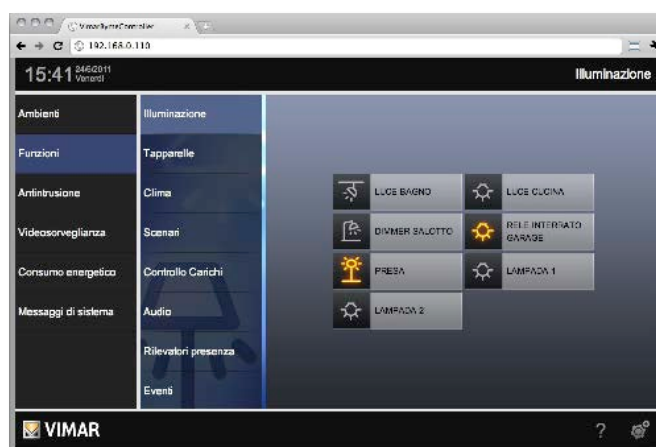 VimarBy-meController
192.168.0.110
15:41 24/6/2011
Venerdì
Illuminazione
Ambienti
Funzioni
Antintrusione
Videosorveglianza
Consumo energetico
Messaggi di sistema
Illuminazione
Tapparelle
Clima
Scenari
Controllo Carichi
Audio
Rilevatori presenza
Eventi
LUCE BAGNO
LUCE CUCINA
DIMMER SALOTTO
RELE INTERRATO
GARAGE
PRESA
LAMPADA 1
LAMPADA 2
VIMAR
?